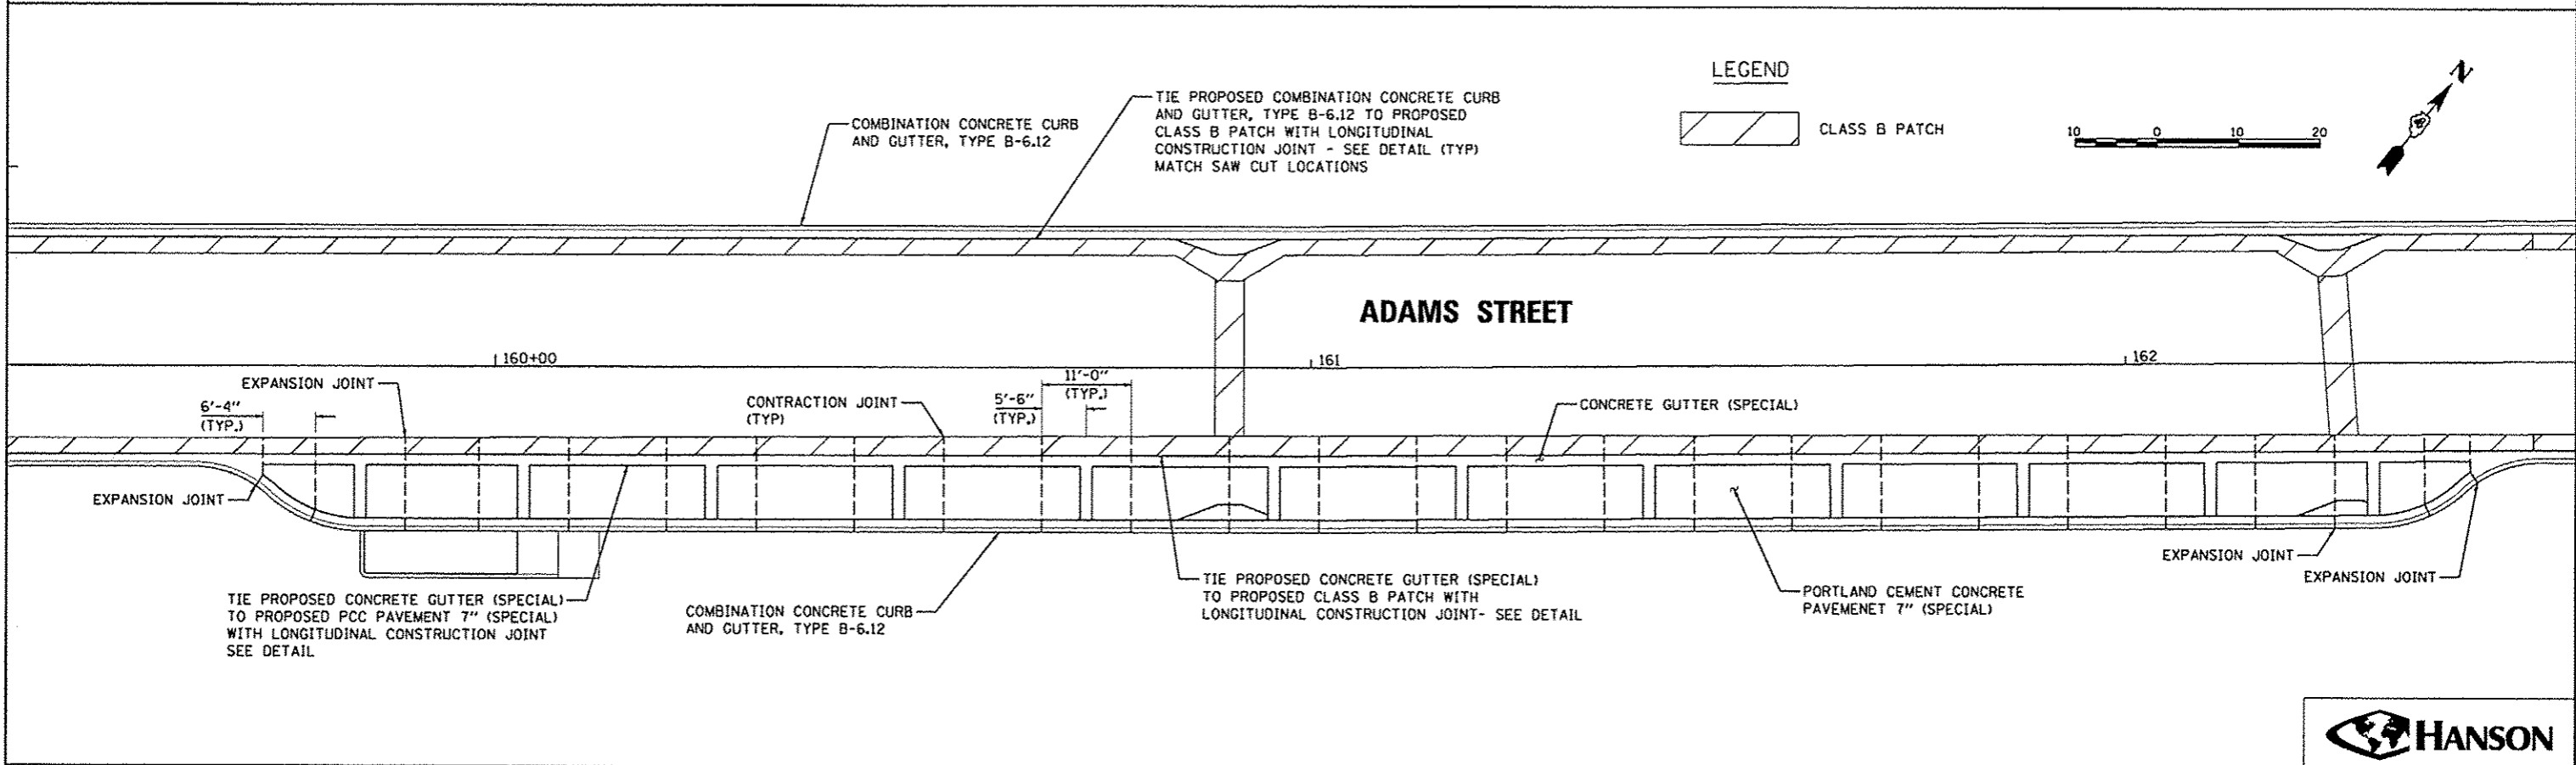 LEGEND
CLASS B PATCH
10 0 10 20
N
COMBINATION CONCRETE CURB
AND GUTTER, TYPE B-6.12
TIE PROPOSED COMBINATION CONCRETE CURB
AND GUTTER, TYPE B-6.12 TO PROPOSED
CLASS B PATCH WITH LONGITUDINAL
CONSTRUCTION JOINT - SEE DETAIL (TYP)
MATCH SAW CUT LOCATIONS
ADAMS STREET
160+00
161
162
EXPANSION JOINT
6'-4"
(TYP.)
CONTRACTION JOINT
(TYP)
5'-6"
(TYP.)
11'-0"
(TYP.)
CONCRETE GUTTER (SPECIAL)
EXPANSION JOINT
TIE PROPOSED CONCRETE GUTTER (SPECIAL)
TO PROPOSED PCC PAVEMENT 7" (SPECIAL)
WITH LONGITUDINAL CONSTRUCTION JOINT
SEE DETAIL
COMBINATION CONCRETE CURB
AND GUTTER, TYPE B-6.12
TIE PROPOSED CONCRETE GUTTER (SPECIAL)
TO PROPOSED CLASS B PATCH WITH
LONGITUDINAL CONSTRUCTION JOINT- SEE DETAIL
PORTLAND CEMENT CONCRETE
PAVEMENET 7" (SPECIAL)
EXPANSION JOINT
EXPANSION JOINT
HANSON